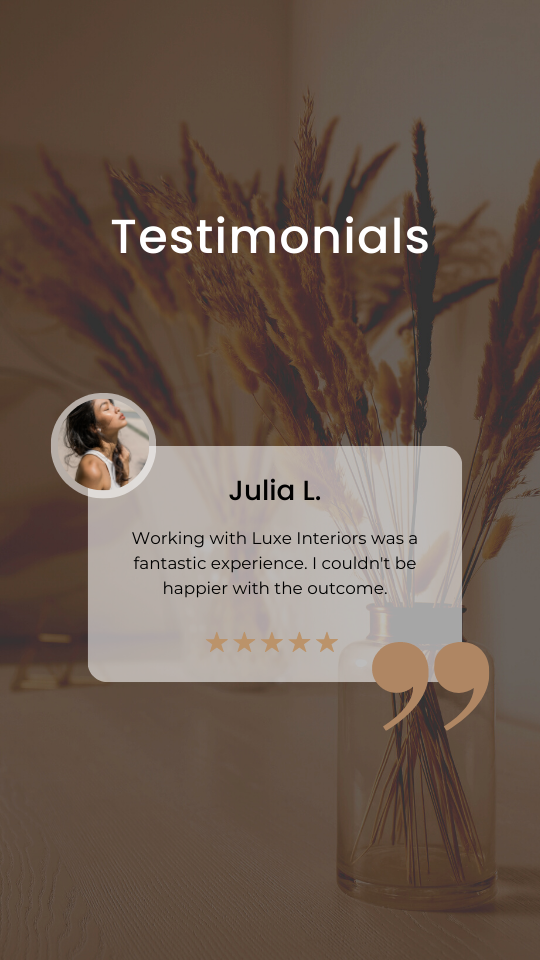 Testimonials
Julia L.
Working with Luxe Interiors was a
fantastic experience. I couldn't be
happier with the outcome.